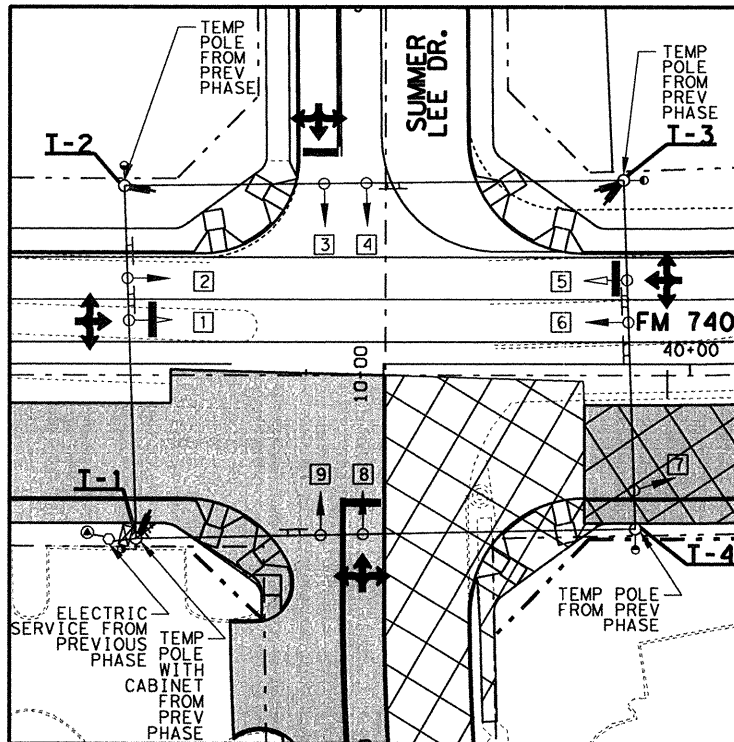 TEMP
POLE
FROM
PREV
PHASE
SUMMER
LEE DR.
TEMP
POLE
FROM
PREV
PHASE
T-2
T-3
3
4
2
5
1
6
FM 740
40+00
10+00
T-1
9
8
7
T-4
ELECTRIC
SERVICE FROM
PREVIOUS
PHASE
TEMP
POLE
WITH
CABINET
FROM
PREV
PHASE
TEMP POLE
FROM PREV
PHASE